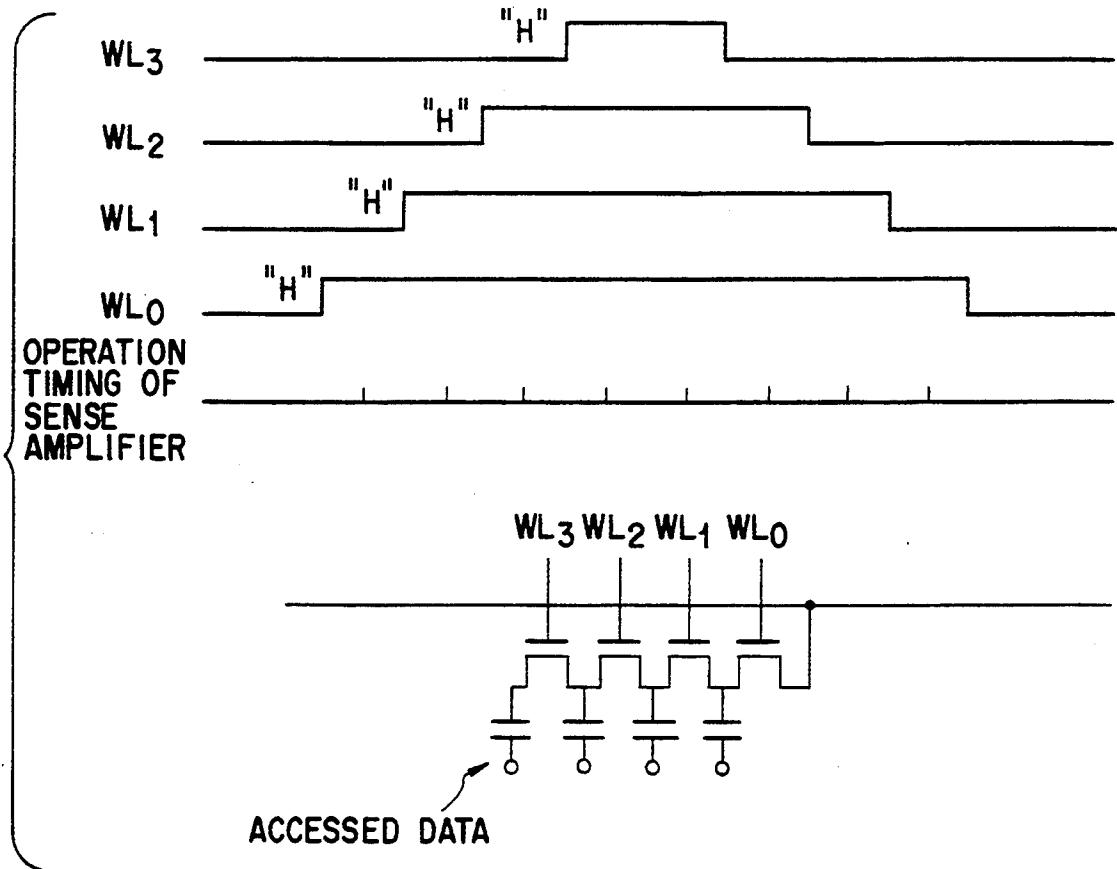 "H"
WL3
"H"
WL2
"H"
WL1
"H"
WL0
OPERATION
TIMING OF
SENSE
AMPLIFIER
WL3 WL2 WL1 WL0
ACCESSED DATA